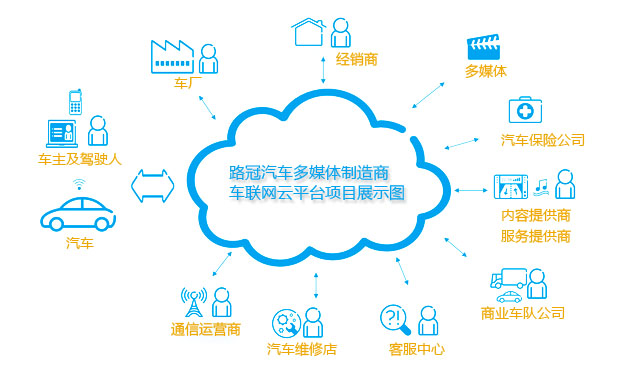 经销商
车厂
多媒体
汽车保险公司
车主及驾驶人
路冠汽车多媒体制造商
车联网云平台项目展示图
内容提供商
服务提供商
汽车
商业车队公司
通信运营商
汽车维修店
?!
客服中心